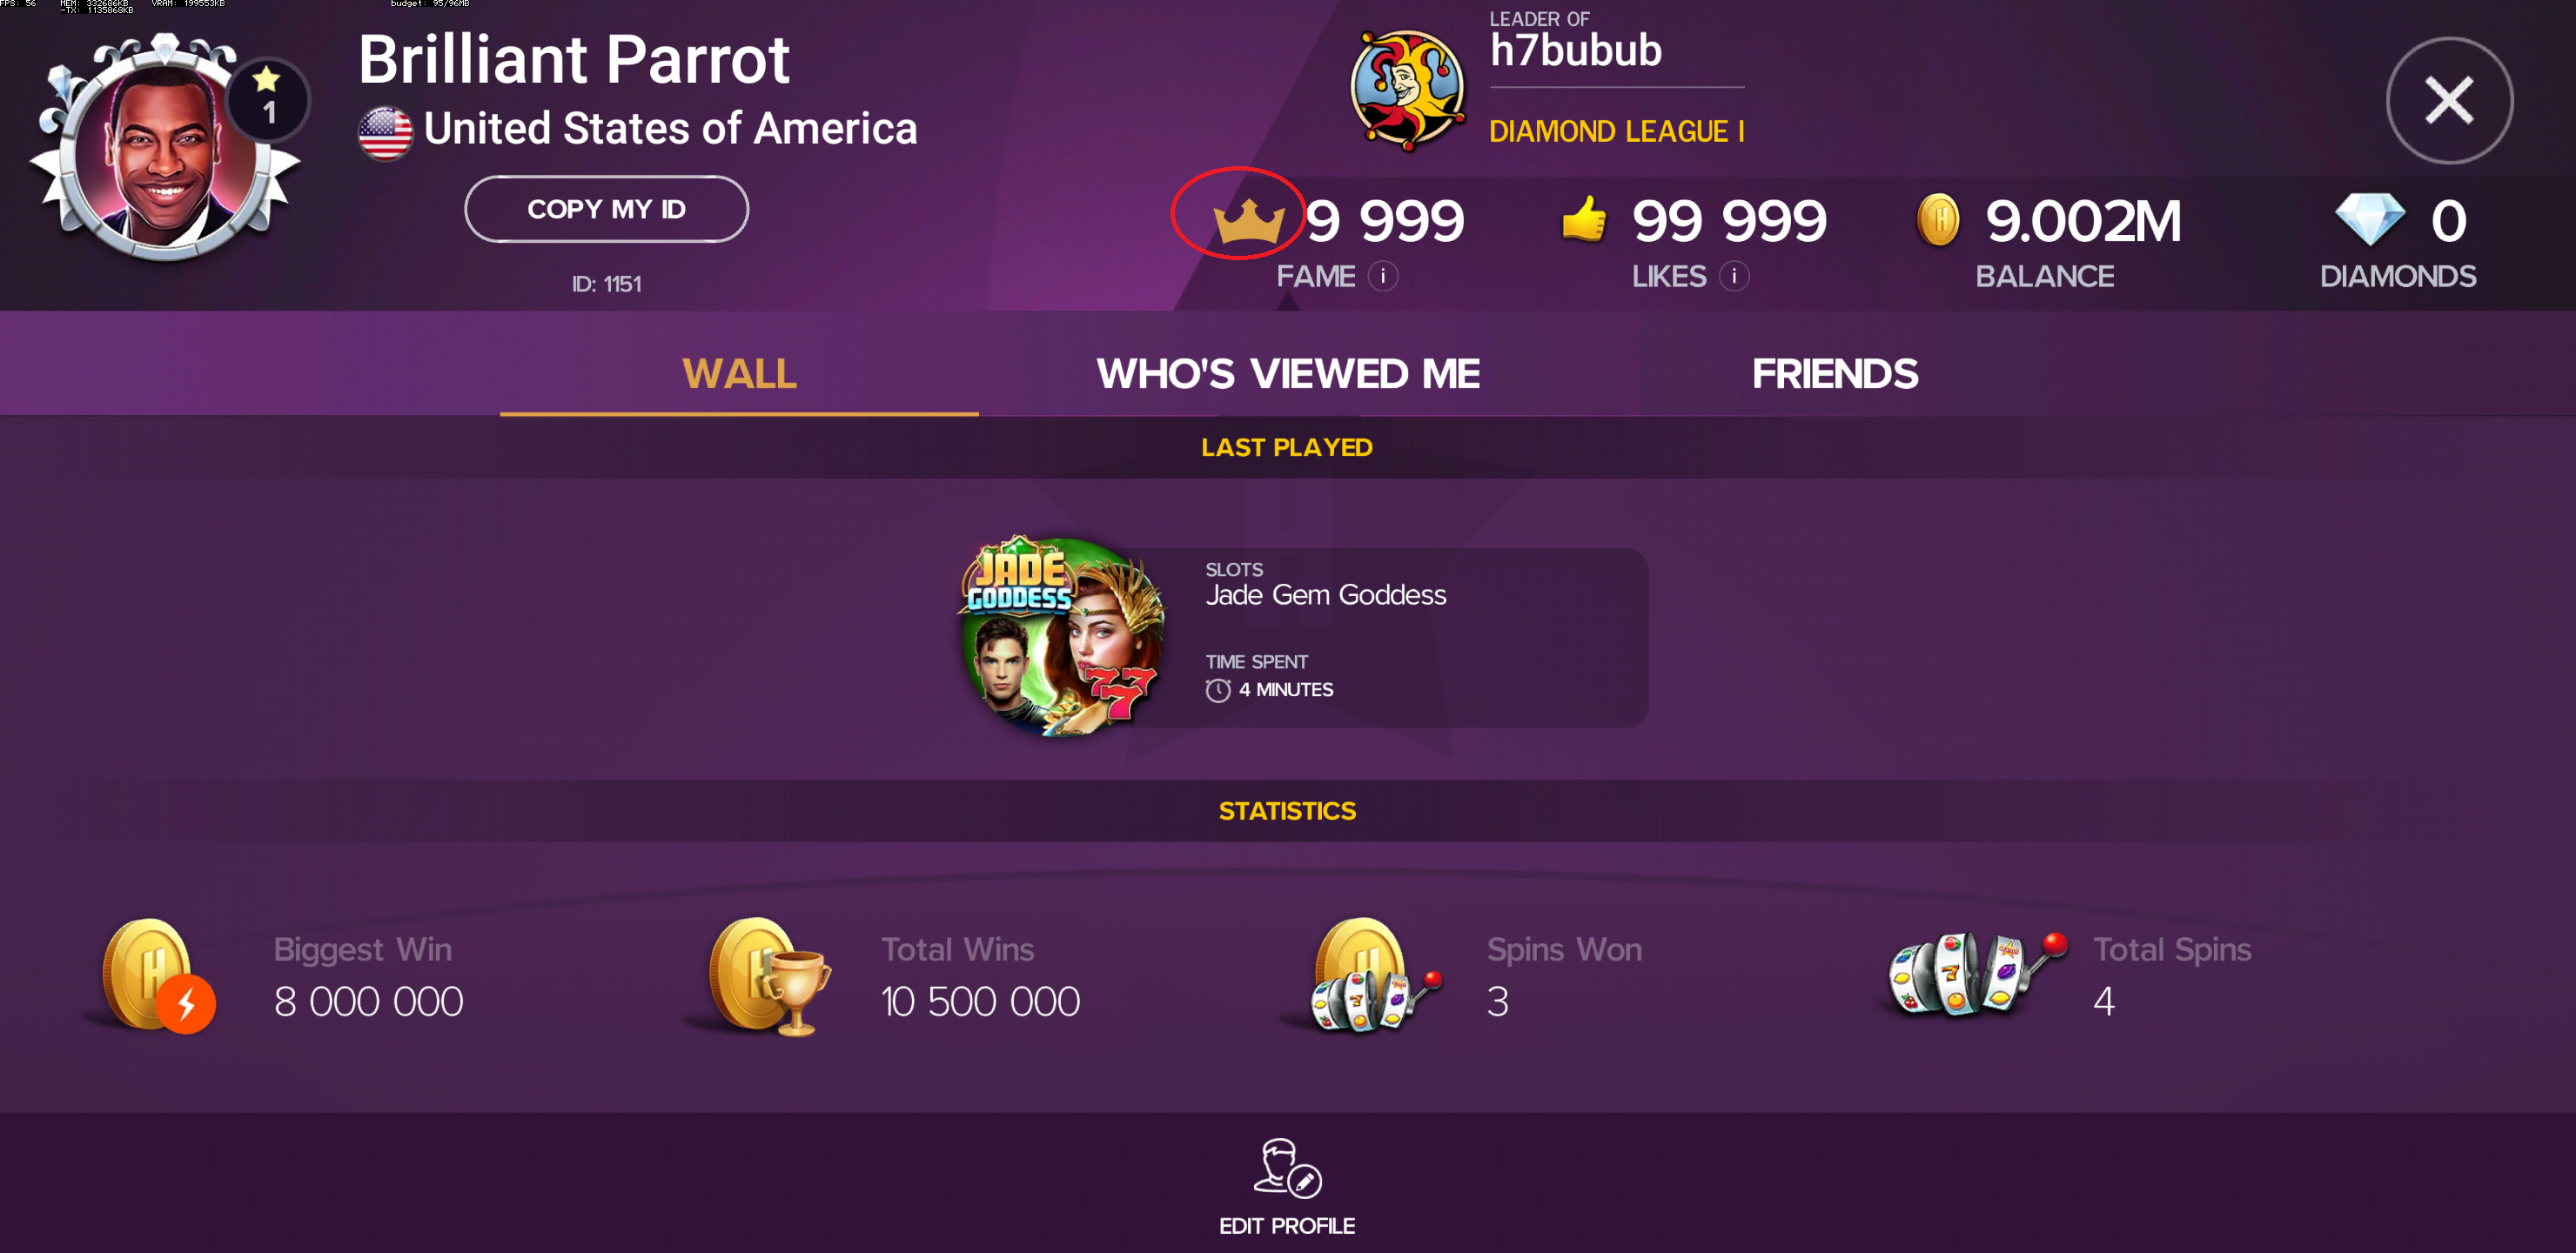 FPS: 56 MEM: 332686KB VRAM: 199553KB budget: 95/96MB
-TX: 1135868KB
Brilliant Parrot
1
United States of America
COPY MY ID
ID: 1151
LEADER OF
h7bubub
DIAMOND LEAGUE I
9 999
FAME i
99 999
LIKES i
9.002M
BALANCE
0
DIAMONDS
WALL WHO'S VIEWED ME FRIENDS
LAST PLAYED
JADE
GODDESS
777
SLOTS
Jade Gem Goddess
TIME SPENT
4 MINUTES
STATISTICS
Biggest Win
8 000 000
Total Wins
10 500 000
Spins Won
3
Total Spins
4
EDIT PROFILE